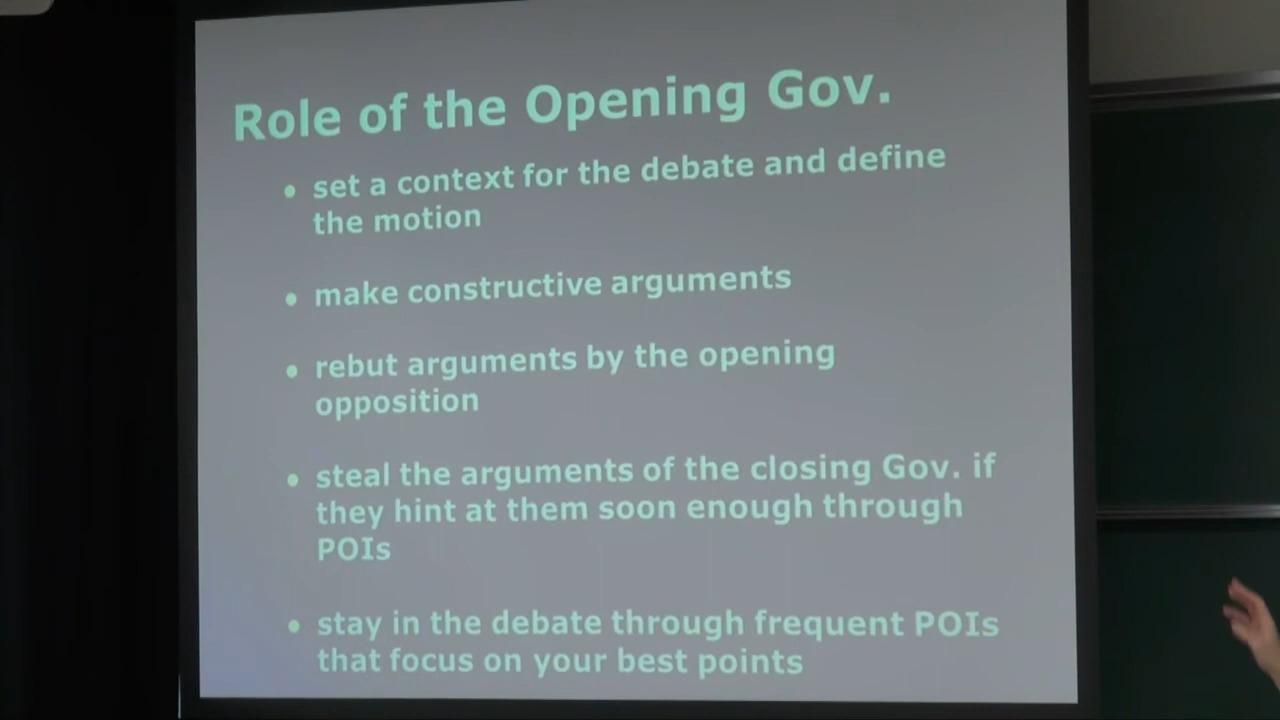 Role of the Opening Gov.
• set a context for the debate and define
the motion
• make constructive arguments
• rebut arguments by the opening
opposition
• steal the arguments of the closing Gov. if
they hint at them soon enough through
POIs
• stay in the debate through frequent POIs
that focus on your best points